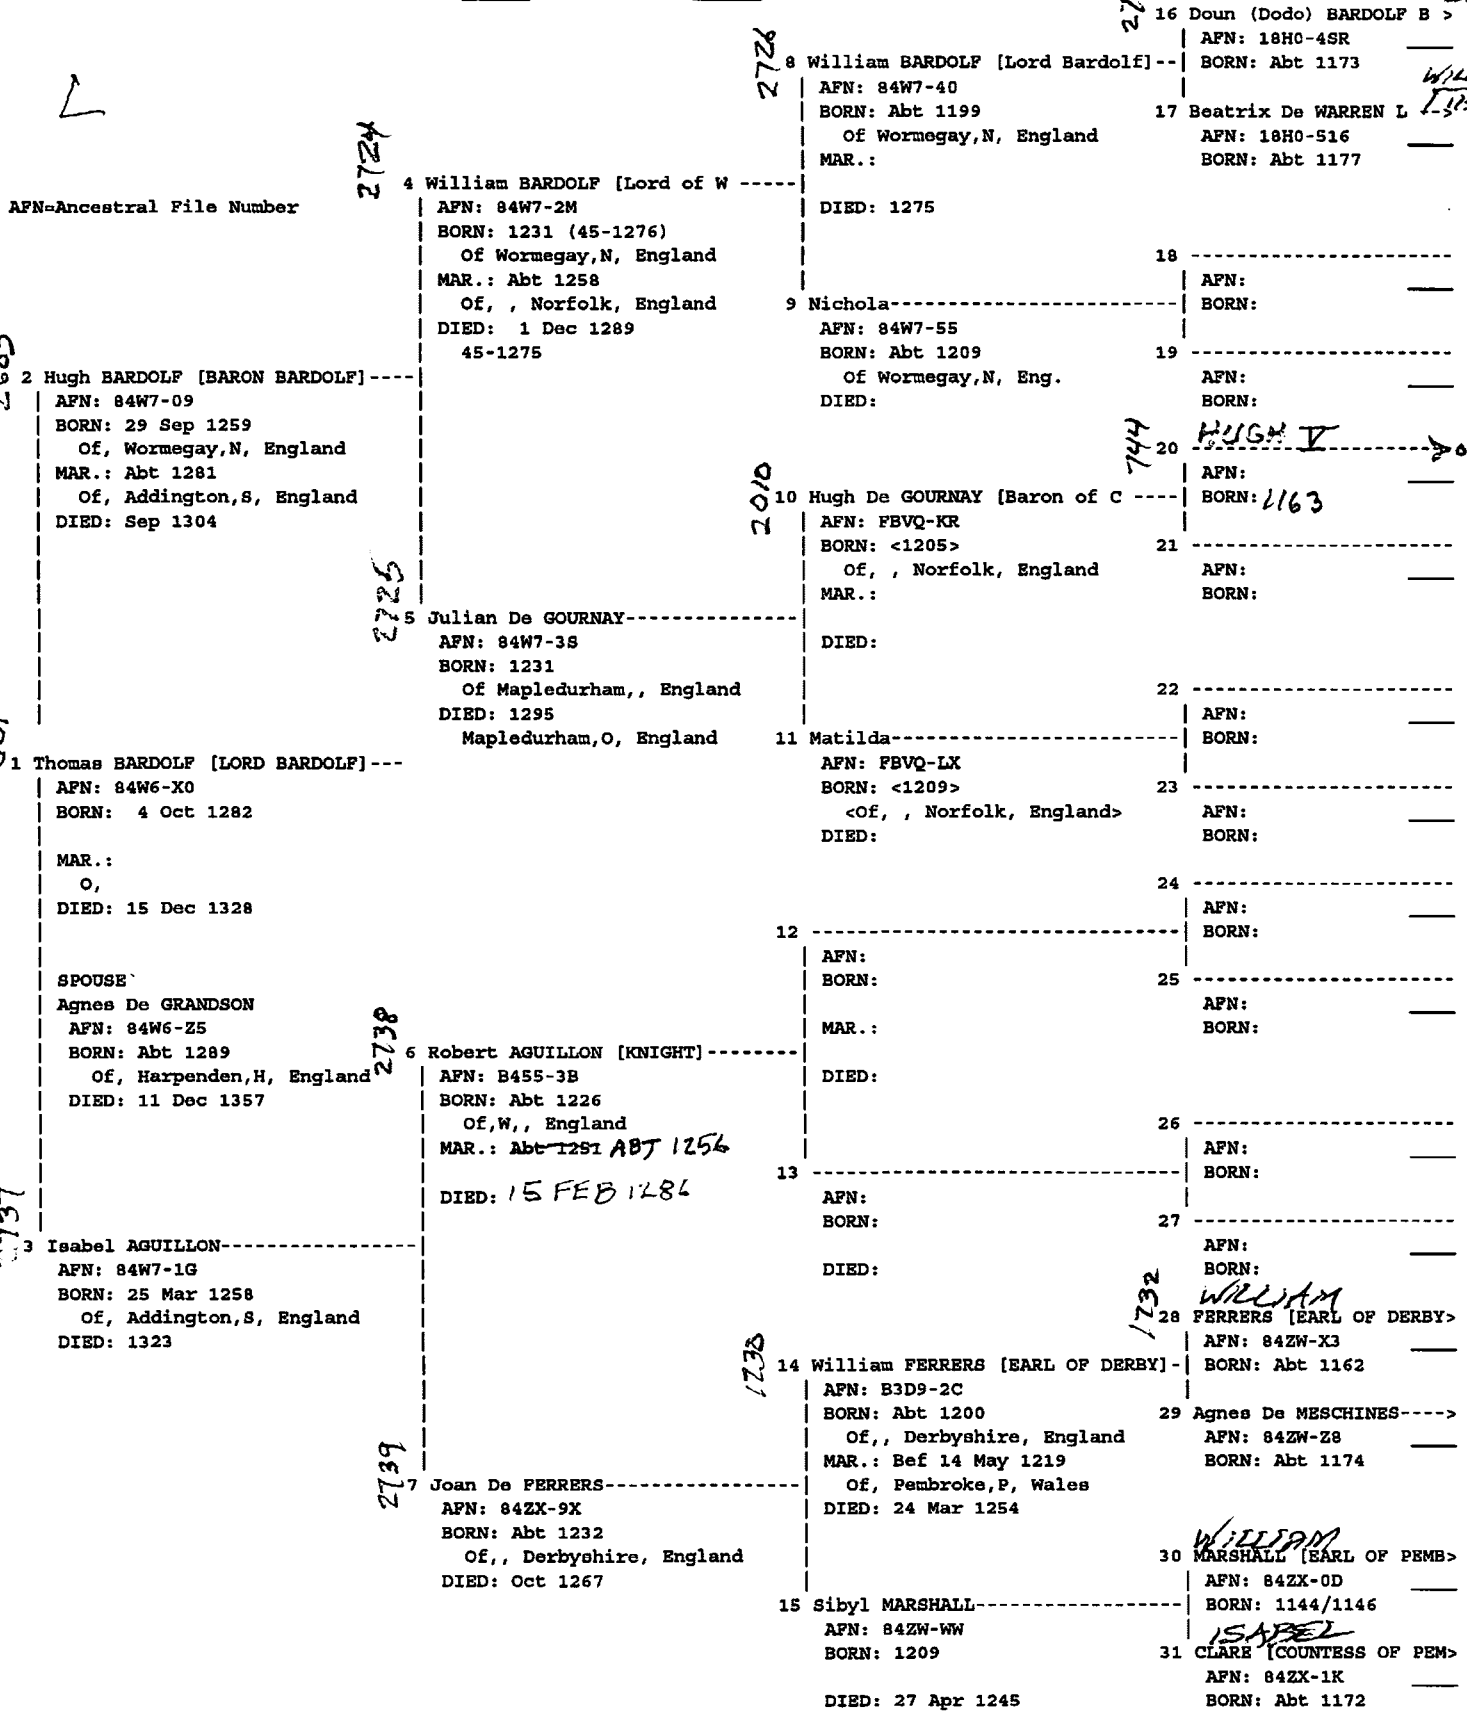 16 Doun (Dodo) BARDOLF B >
AFN: 18H0-4SR
BORN: Abt 1173
2726
8 William BARDOLF [Lord Bardolf]--
AFN: 84W7-40
BORN: Abt 1199
Of Wormegay,N, England
MAR.:
DIED: 1275
17 Beatrix De WARREN L -->
AFN: 18H0-516
BORN: Abt 1177
L
2724
4 William BARDOLF [Lord of W -----
AFN: 84W7-2M
BORN: 1231 (45-1276)
Of Wormegay,N, England
MAR.: Abt 1258
Of, , Norfolk, England
DIED: 1 Dec 1289
45-1275
AFN=Ancestral File Number
18 ----------------------
AFN:
BORN:
9 Nichola------------------------
AFN: 84W7-55
BORN: Abt 1209
Of Wormegay,N, Eng.
DIED:
19 ----------------------
AFN:
BORN:
2 Hugh BARDOLF [BARON BARDOLF]----
AFN: 84W7-09
BORN: 29 Sep 1259
Of, Wormegay,N, England
MAR.: Abt 1281
Of, Addington,S, England
DIED: Sep 1304
744
HUGH V
20 ----------------------
AFN:
BORN: 1163
2010
10 Hugh De GOURNAY [Baron of C ----
AFN: FBVQ-KR
BORN: <1205>
Of, , Norfolk, England
MAR.:
DIED:
21 ----------------------
AFN:
BORN:
2725
5 Julian De GOURNAY---------------
AFN: 84W7-3S
BORN: 1231
Of Mapledurham,, England
DIED: 1295
Mapledurham,O, England
22 ----------------------
AFN:
BORN:
11 Matilda------------------------
AFN: FBVQ-LX
BORN: <1209>
<Of, , Norfolk, England>
DIED:
23 ----------------------
AFN:
BORN:
1 Thomas BARDOLF [LORD BARDOLF]---
AFN: 84W6-X0
BORN: 4 Oct 1282
MAR.:
O,
DIED: 15 Dec 1328
SPOUSE`
Agnes De GRANDSON
AFN: 84W6-Z5
BORN: Abt 1289
Of, Harpenden,H, England
DIED: 11 Dec 1357
24 ----------------------
AFN:
BORN:
12 -------------------------------
AFN:
BORN:
MAR.:
DIED:
25 ----------------------
AFN:
BORN:
2738
6 Robert AGUILLON [KNIGHT]--------
AFN: B455-3B
BORN: Abt 1226
Of,W,, England
MAR.: Abt 1251 ABT 1256
DIED: 15 FEB 1286
26 ----------------------
AFN:
BORN:
13 -------------------------------
AFN:
BORN:
DIED:
27 ----------------------
AFN:
BORN:
3 Isabel AGUILLON----------------
AFN: 84W7-1G
BORN: 25 Mar 1258
Of, Addington,S, England
DIED: 1323
1732
WILLIAM
28 FERRERS [EARL OF DERBY>
AFN: 84ZW-X3
BORN: Abt 1162
1738
14 William FERRERS [EARL OF DERBY]-
AFN: B3D9-2C
BORN: Abt 1200
Of,, Derbyshire, England
MAR.: Bef 14 May 1219
Of, Pembroke,P, Wales
DIED: 24 Mar 1254
29 Agnes De MESCHINES---->
AFN: 84ZW-Z8
BORN: Abt 1174
2739
7 Joan De FERRERS----------------
AFN: 84ZX-9X
BORN: Abt 1232
Of,, Derbyshire, England
DIED: Oct 1267
WILLIAM
30 MARSHALL [EARL OF PEMB>
AFN: 84ZX-0D
BORN: 1144/1146
15 Sibyl MARSHALL-----------------
AFN: 84ZW-WW
BORN: 1209
DIED: 27 Apr 1245
ISABEL
31 CLARE [COUNTESS OF PEM>
AFN: 84ZX-1K
BORN: Abt 1172